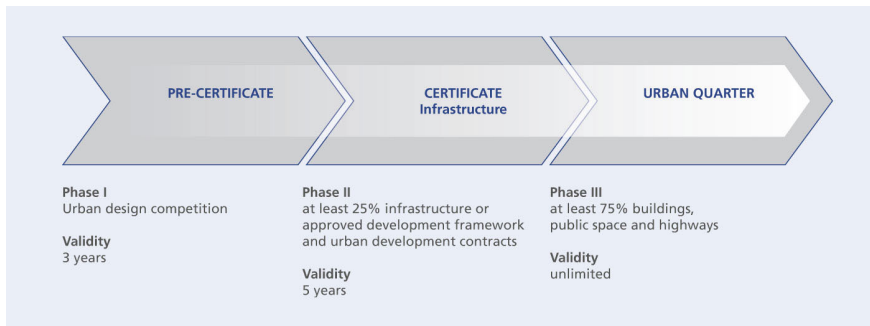 PRE-CERTIFICATE
CERTIFICATE
Infrastructure
URBAN QUARTER
Phase I
Urban design competition
Validity
3 years
Phase II
at least 25% infrastructure or
approved development framework
and urban development contracts
Validity
5 years
Phase III
at least 75% buildings,
public space and highways
Validity
unlimited